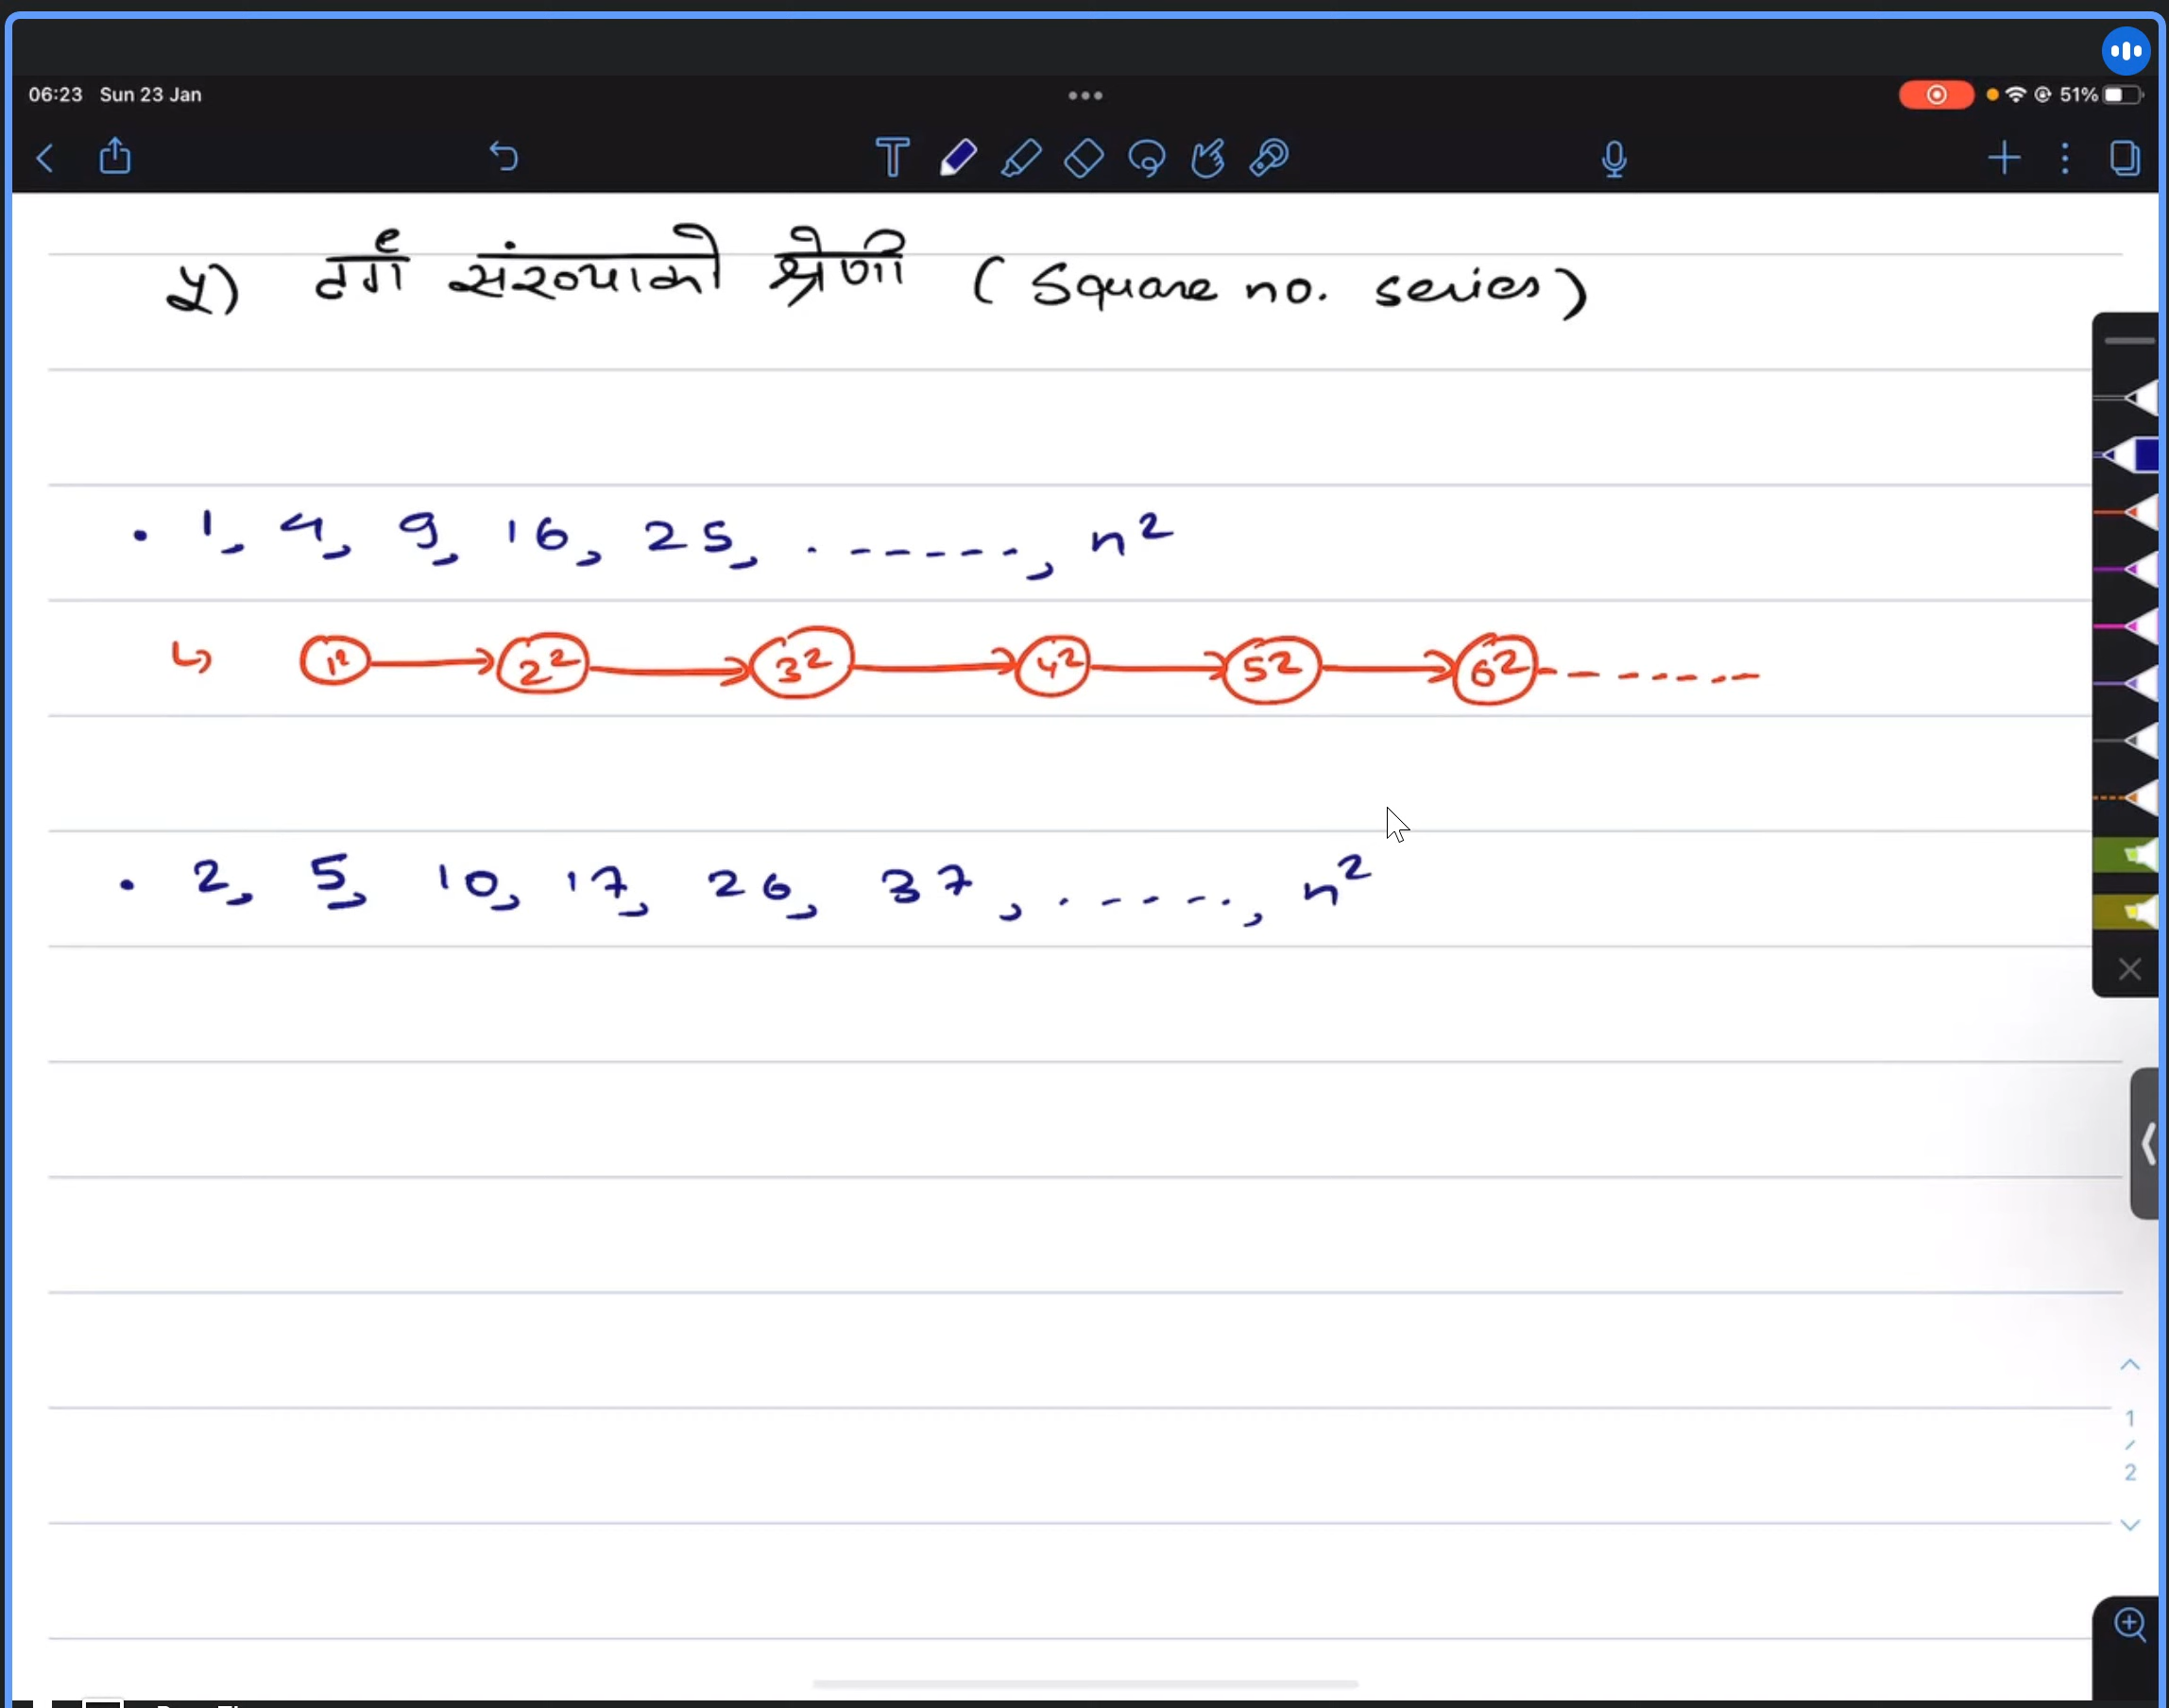 06:23 Sun 23 Jan 51%
५) वर्ग संख्याको श्रेणी (Square no. series)
• 1, 4, 9, 16, 25, . - - - - - , n²
↳ 1² → 2² → 3² → 4² → 5² → 6² - - - - - - -
• 2, 5, 10, 17, 26, 37, . - - - - . , n²
1
/
2